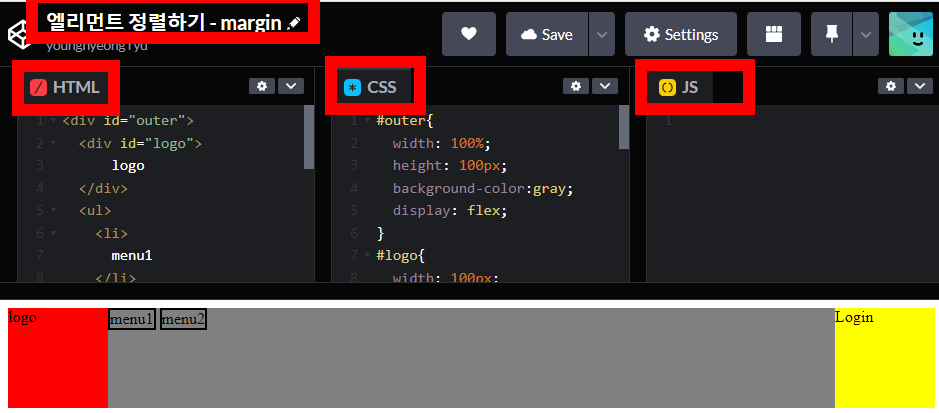 엘리먼트 정렬하기 - margin
younghyeong ryu
Save
Settings
HTML
1 <div id="outer">
2 <div id="logo">
3 logo
4 </div>
5 <ul>
6 <li>
7 menu1
8 </li>
CSS
1 #outer{
2 width: 100%;
3 height: 100px;
4 background-color:gray;
5 display: flex;
6 }
7 #logo{
8 width: 100px;
JS
1
logo menu1 menu2 Login